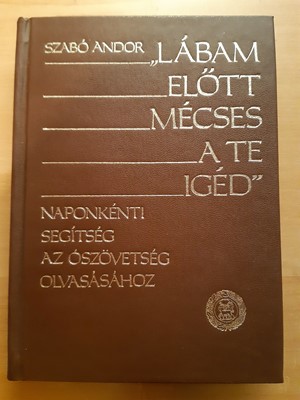 SZABÓ ANDOR
„LÁBAM
ELŐTT
MÉCSES
A TE
IGÉD”
NAPONKÉNTI
SEGÍTSÉG
AZ ÓSZÖVETSÉG
OLVASÁSÁHOZ